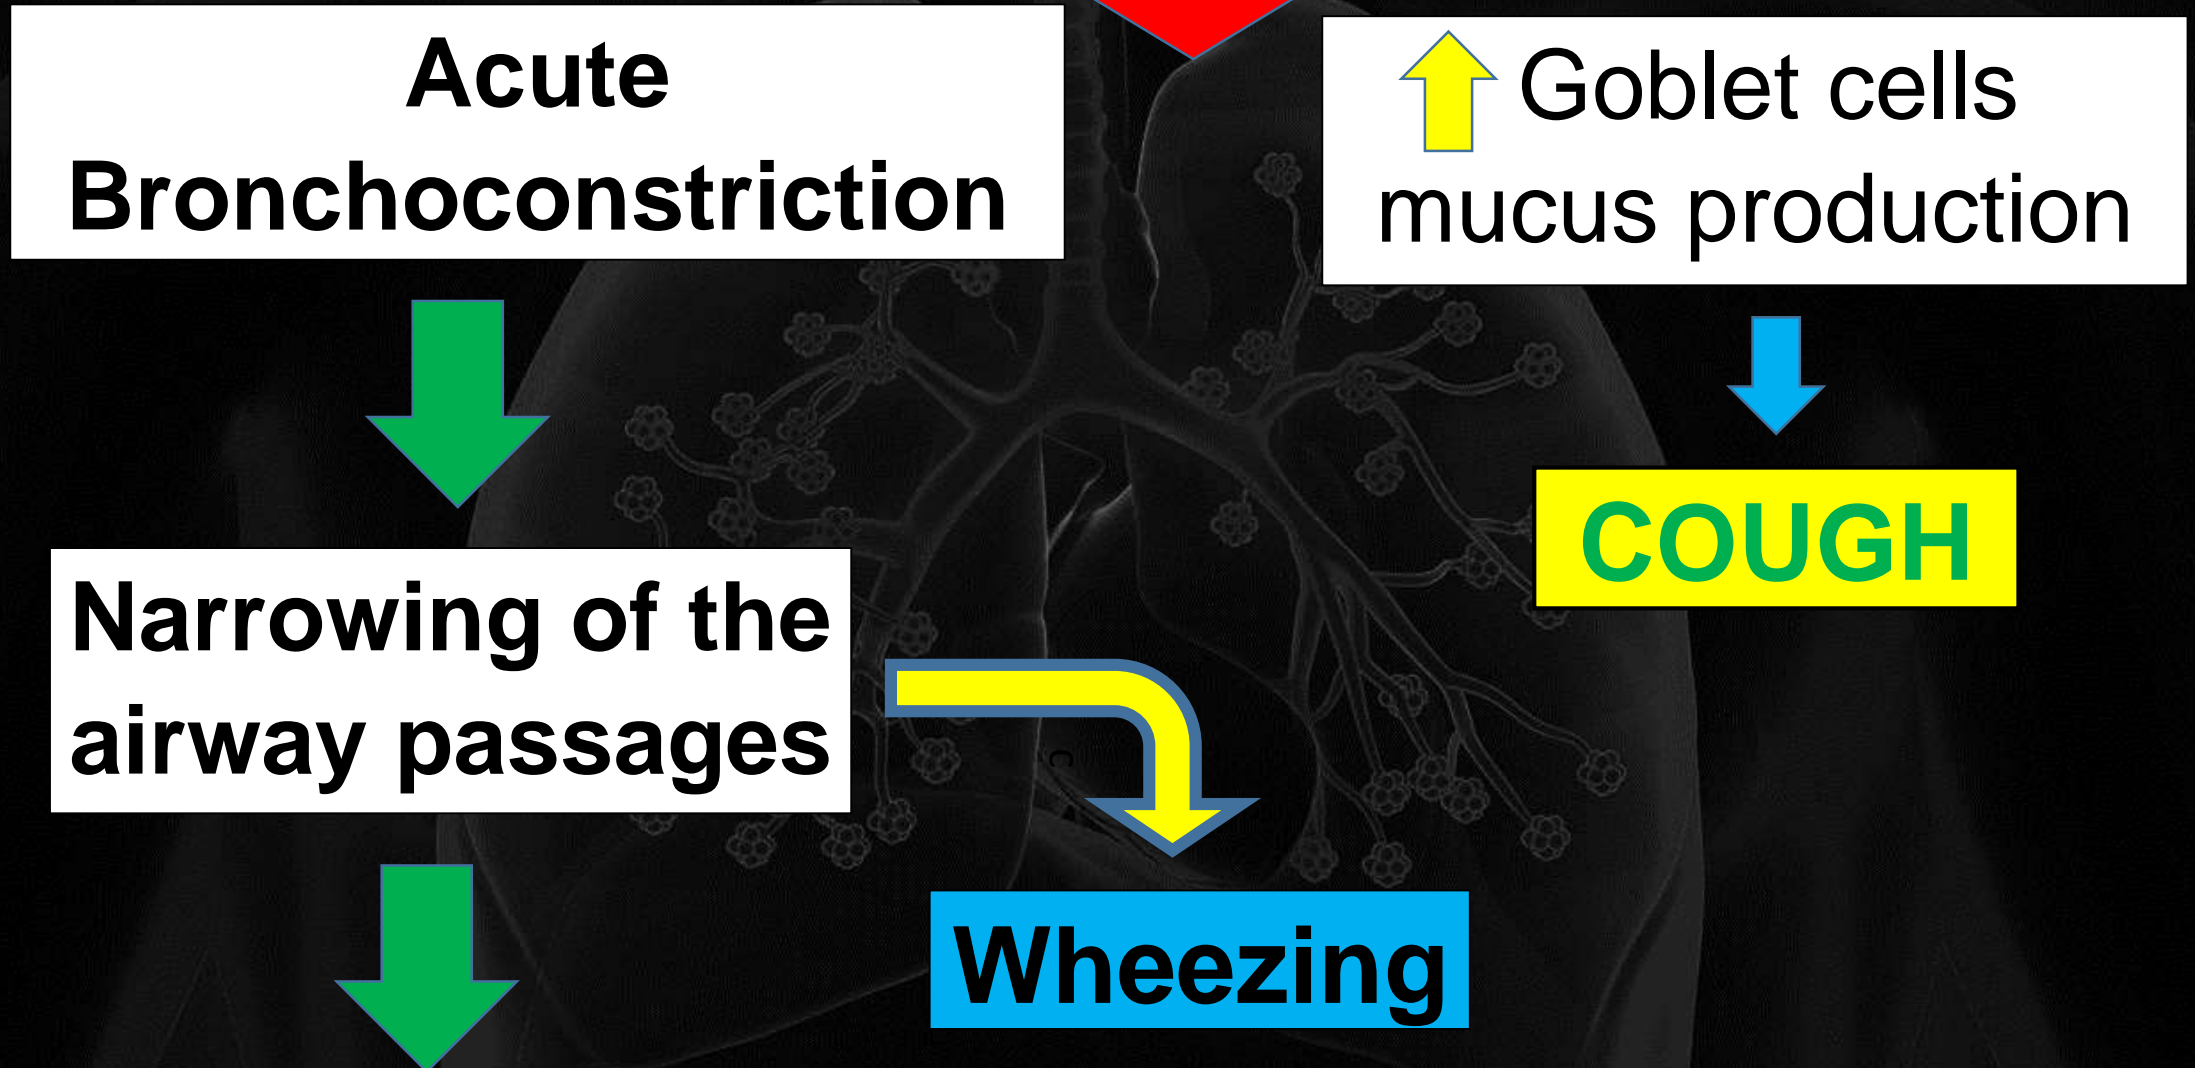 Acute
Bronchoconstriction
Goblet cells
mucus production
COUGH
Narrowing of the
airway passages
Wheezing